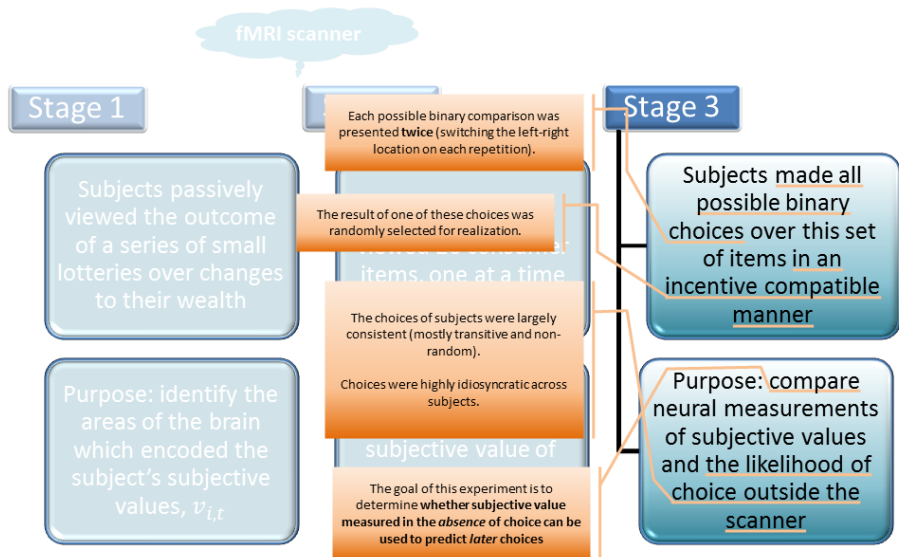 fMRI scanner
Stage 1
S
Stage 3
Each possible binary comparison was
presented twice (switching the left-right
location on each repetition).
Subjects passively
viewed the outcome
of a series of small
lotteries over changes
to their wealth
The result of one of these choices was
randomly selected for realization.
items, one at a time
Subjects made all
possible binary
choices over this set
of items in an
incentive compatible
manner
The choices of subjects were largely
consistent (mostly transitive and non-
random).
Choices were highly idiosyncratic across
subjects.
Purpose: identify the
areas of the brain
which encoded the
subject's subjective
values, v_{i,t}
subjective value of
The goal of this experiment is to
determine whether subjective value
measured in the absence of choice can be
used to predict later choices
Purpose: compare
neural measurements
of subjective values
and the likelihood of
choice outside the
scanner